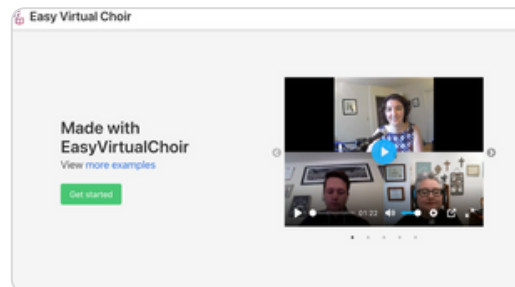 Easy Virtual Choir
Made with
EasyVirtualChoir
View more examples
Get started
01:22